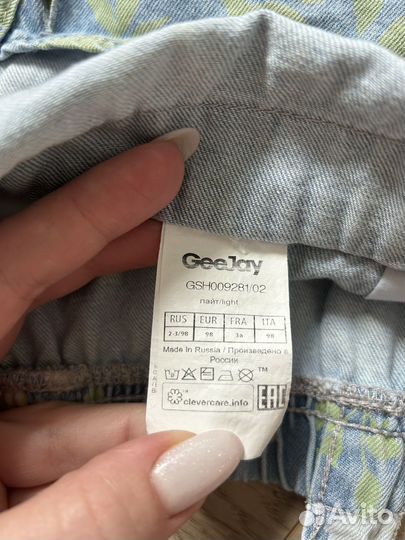 GeeJay
GSH009281/02
лайт/light
RUS EUR FRA ITA
2-3/98 98 3a 98
Made in Russia / Произведено в
России
TM
clevercare.info EAC
Avito